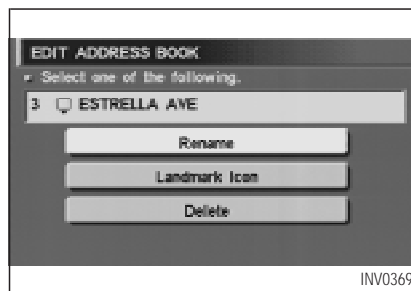 EDIT ADDRESS BOOK
Select one of the following.
3 ESTRELLA AVE
Rename
Landmark Icon
Delete
INV0369